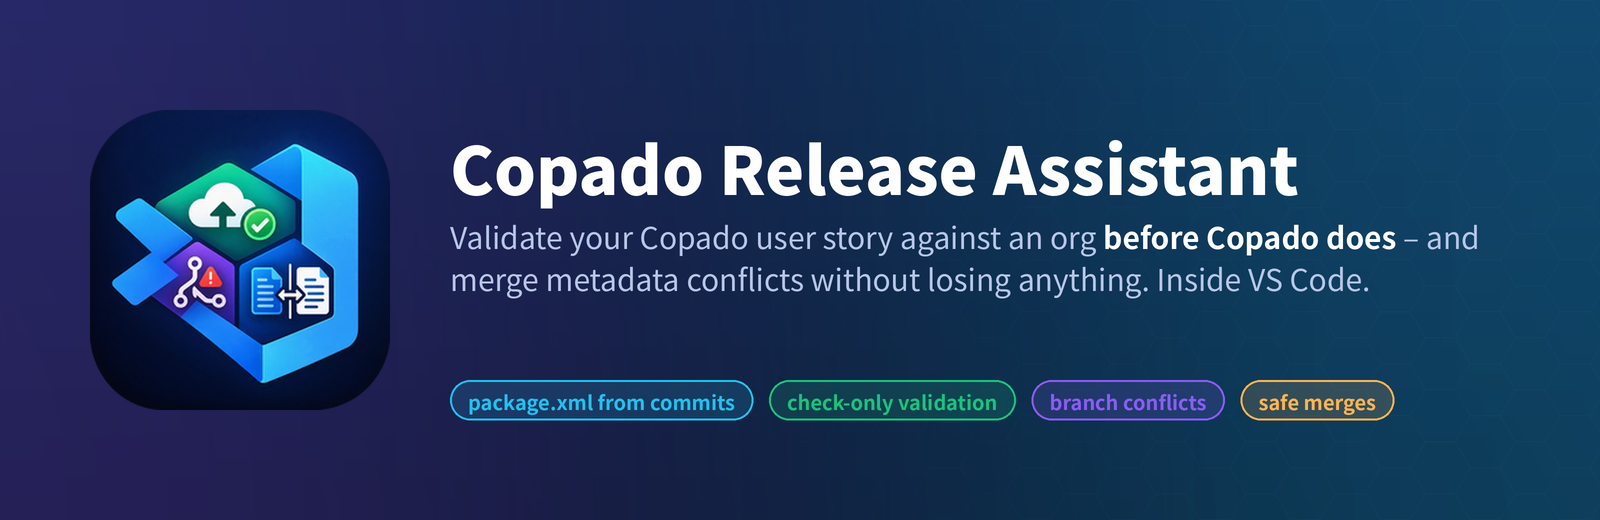 Copado Release Assistant
Validate your Copado user story against an org before Copado does – and
merge metadata conflicts without losing anything. Inside VS Code.
package.xml from commits
check-only validation
branch conflicts
safe merges